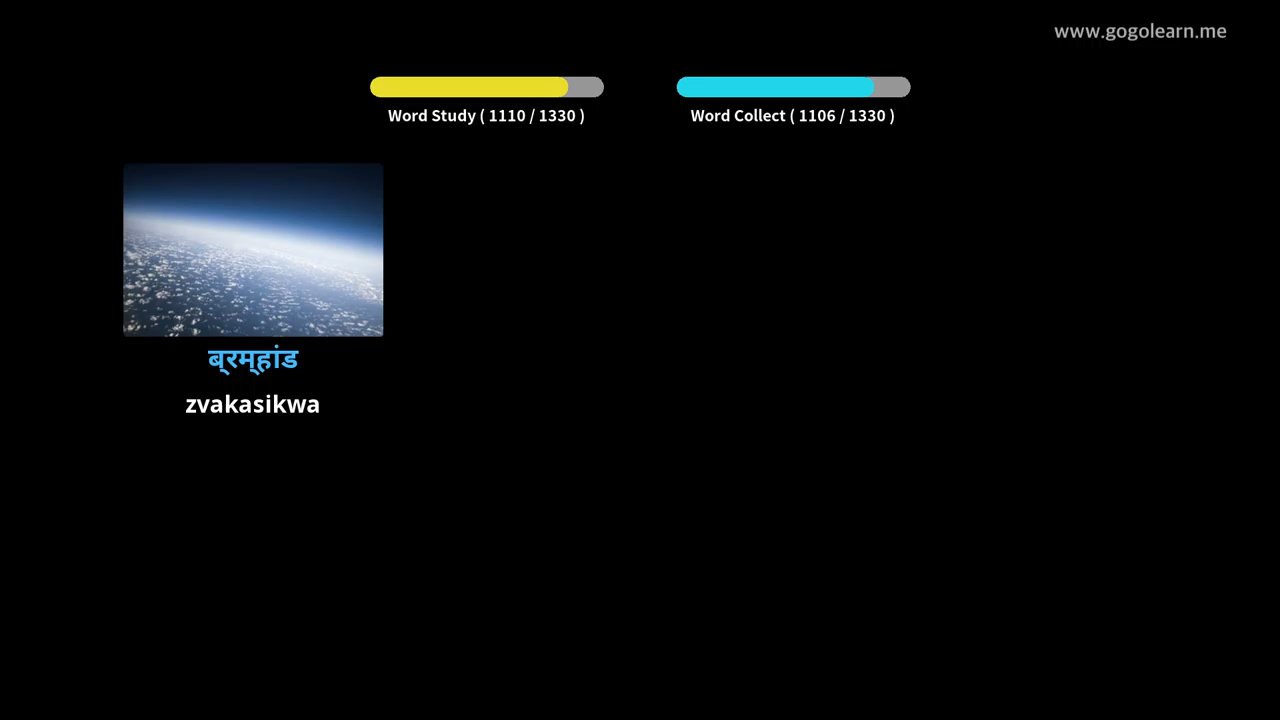 www.gogolearn.me
Word Study ( 1110 / 1330 )
Word Collect ( 1106 / 1330 )
ब्रम्हांड
zvakasikwa